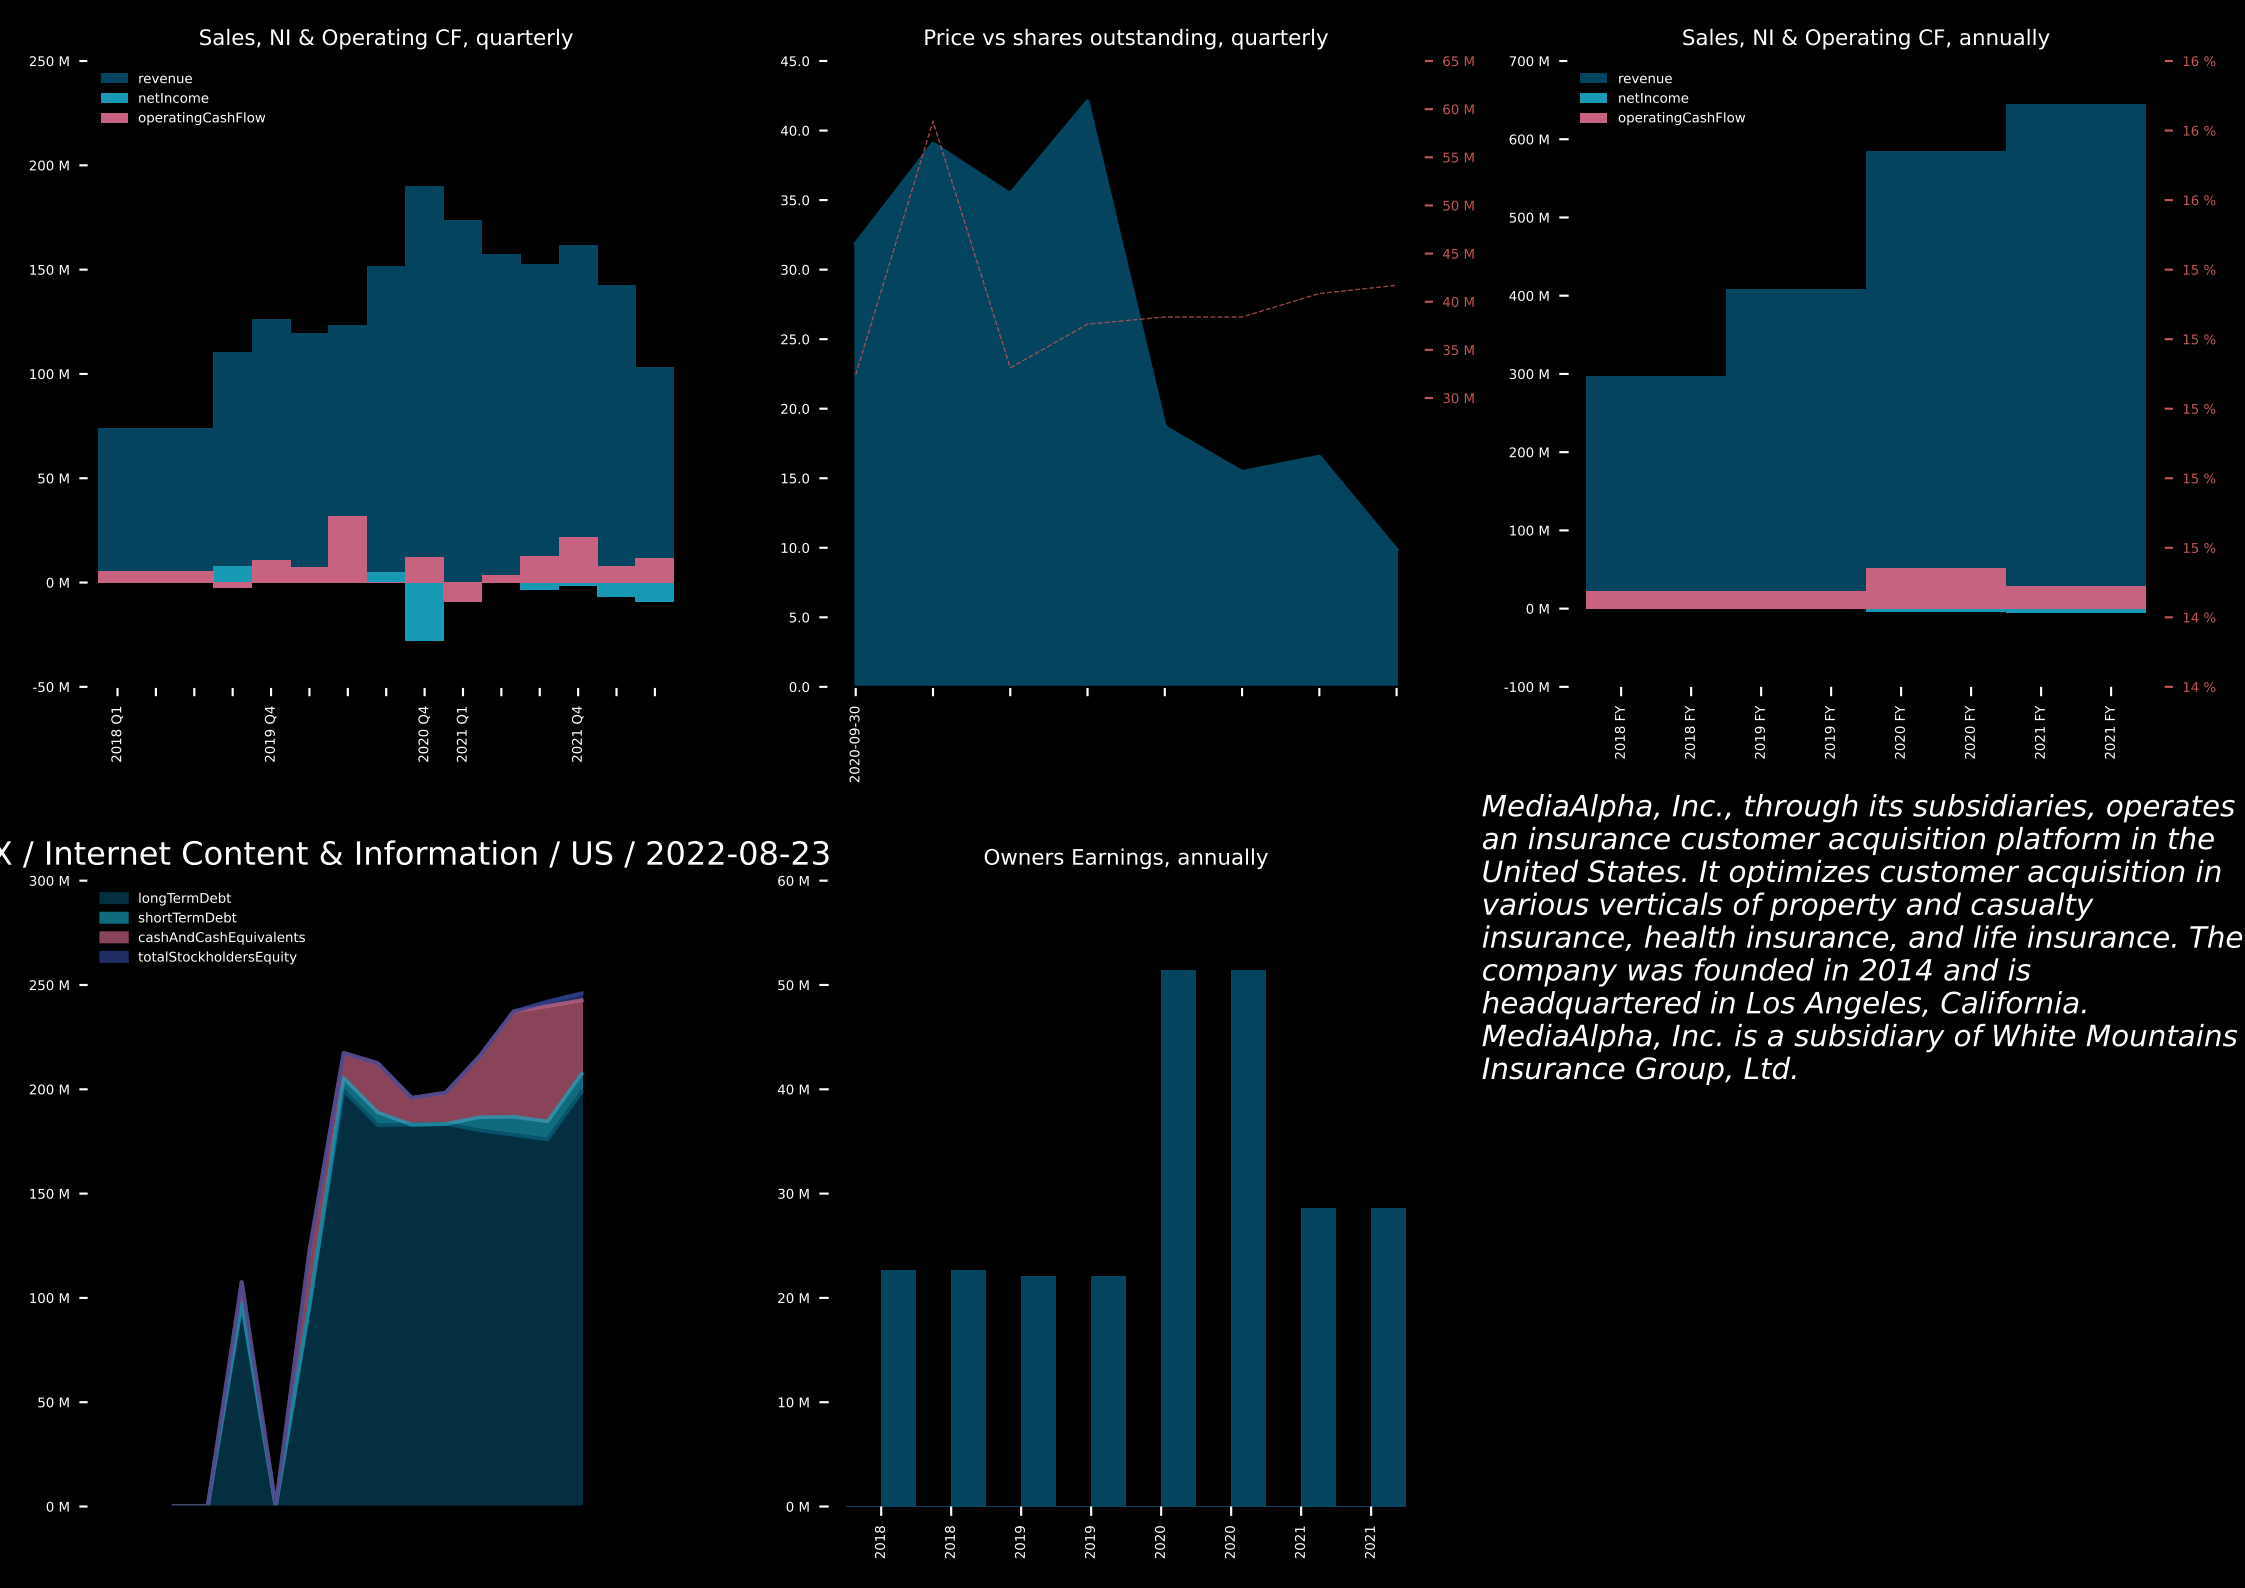 Sales, NI & Operating CF, quarterly
250 M
200 M
150 M
100 M
50 M
0 M
-50 M
revenue
netIncome
operatingCashFlow
2018 Q1
2019 Q4
2020 Q4
2021 Q1
2021 Q4
Price vs shares outstanding, quarterly
45.0
40.0
35.0
30.0
25.0
20.0
15.0
10.0
5.0
0.0
65 M
60 M
55 M
50 M
45 M
40 M
35 M
30 M
2020-09-30
Sales, NI & Operating CF, annually
700 M
600 M
500 M
400 M
300 M
200 M
100 M
0 M
-100 M
revenue
netIncome
operatingCashFlow
16 %
16 %
16 %
15 %
15 %
15 %
15 %
15 %
14 %
14 %
2018 FY
2018 FY
2019 FY
2019 FY
2020 FY
2020 FY
2021 FY
2021 FY
X / Internet Content & Information / US / 2022-08-23
300 M
250 M
200 M
150 M
100 M
50 M
0 M
longTermDebt
shortTermDebt
cashAndCashEquivalents
totalStockholdersEquity
Owners Earnings, annually
60 M
50 M
40 M
30 M
20 M
10 M
0 M
2018
2018
2019
2019
2020
2020
2021
2021
MediaAlpha, Inc., through its subsidiaries, operates
an insurance customer acquisition platform in the
United States. It optimizes customer acquisition in
various verticals of property and casualty
insurance, health insurance, and life insurance. The
company was founded in 2014 and is
headquartered in Los Angeles, California.
MediaAlpha, Inc. is a subsidiary of White Mountains
Insurance Group, Ltd.